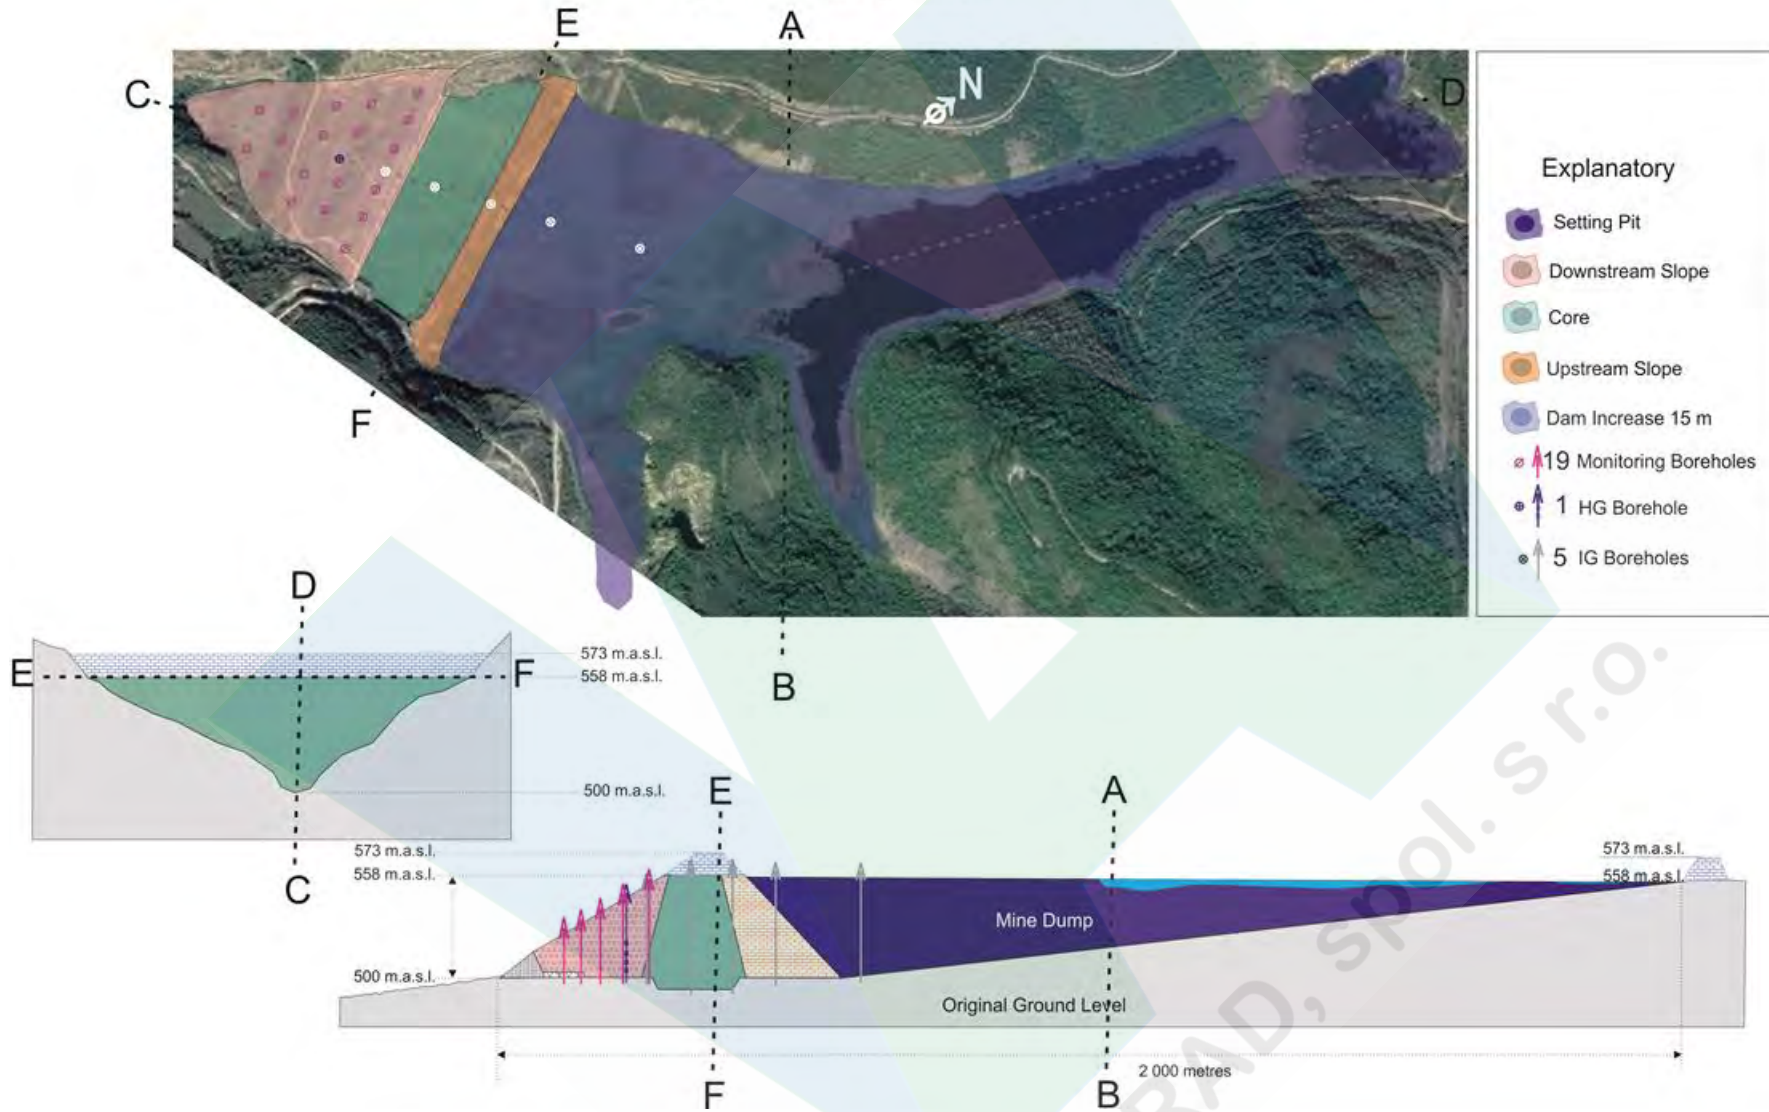 E
A
C
N
D
F
B
Explanatory
Setting Pit
Downstream Slope
Core
Upstream Slope
Dam Increase 15 m
19 Monitoring Boreholes
1 HG Borehole
5 IG Boreholes
D
573 m.a.s.l.
E
F
558 m.a.s.l.
500 m.a.s.l.
C
E
A
573 m.a.s.l.
558 m.a.s.l.
500 m.a.s.l.
573 m.a.s.l.
558 m.a.s.l.
Mine Dump
Original Ground Level
2 000 metres
F
B
RAD, spol. s r.o.